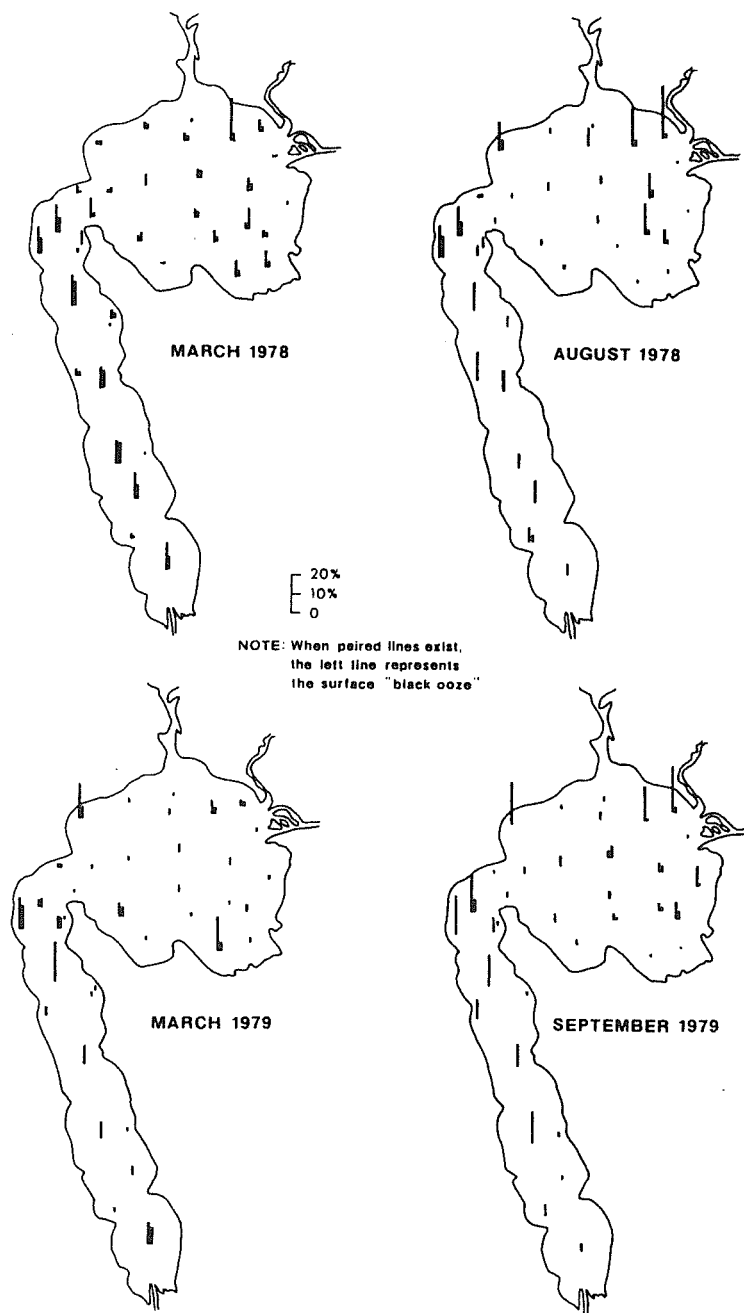 MARCH 1978
AUGUST 1978
20%
10%
0
NOTE: When paired lines exist,
the left line represents
the surface "black ooze"
MARCH 1979
SEPTEMBER 1979